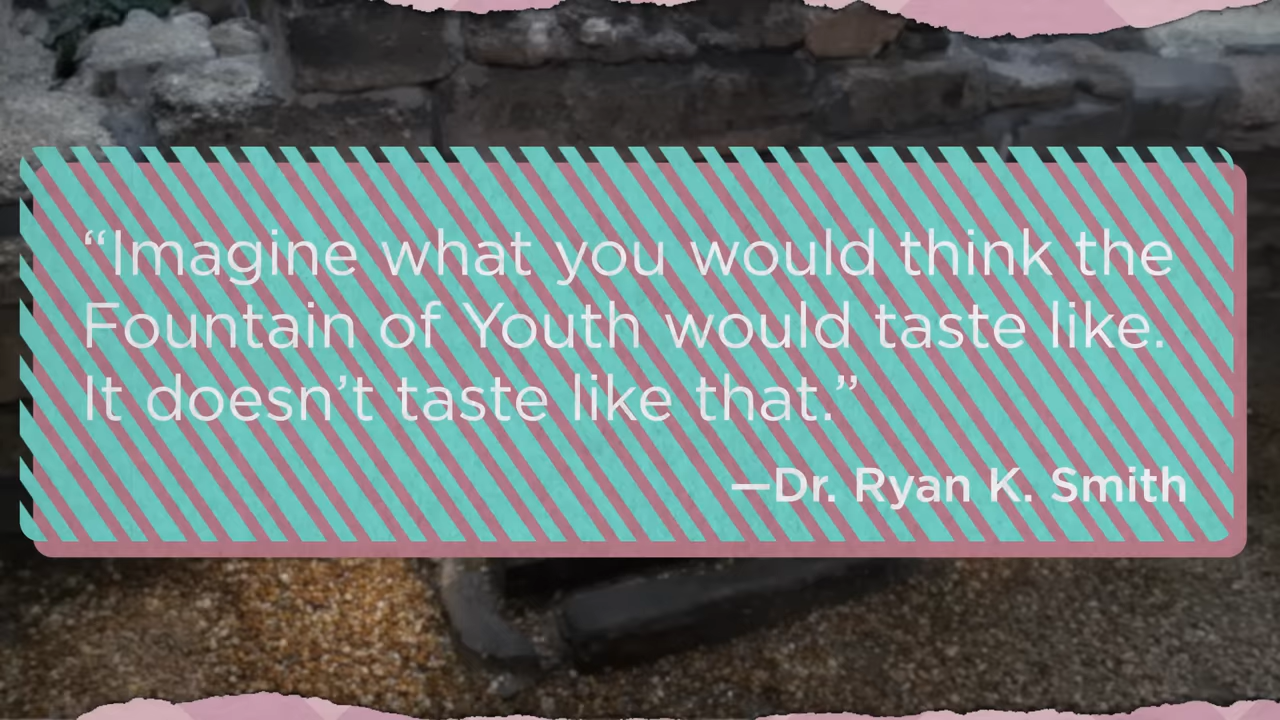 “Imagine what you would think the
Fountain of Youth would taste like.
It doesn’t taste like that.”
—Dr. Ryan K. Smith